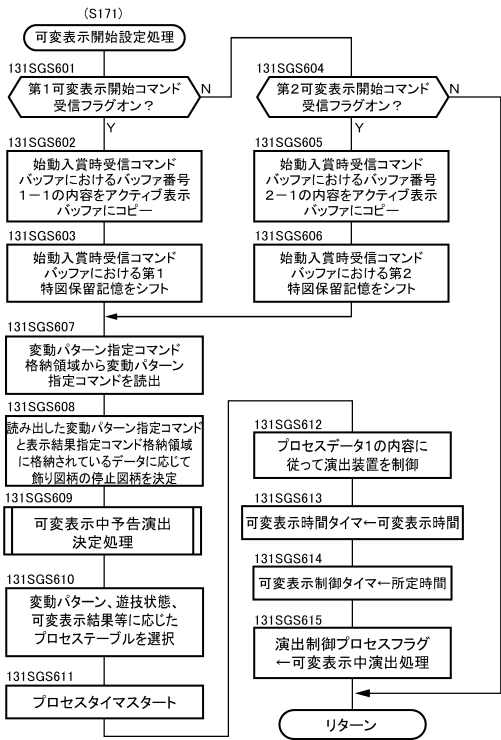 (S171)
可変表示開始設定処理
131SGS601
第1可変表示開始コマンド
受信フラグオン?
N
Y
131SGS602
始動入賞時受信コマンド
バッファにおけるバッファ番号
1-1の内容をアクティブ表示
バッファにコピー
131SGS603
始動入賞時受信コマンド
バッファにおける第1
特図保留記憶をシフト
131SGS604
第2可変表示開始コマンド
受信フラグオン?
N
Y
131SGS605
始動入賞時受信コマンド
バッファにおけるバッファ番号
2-1の内容をアクティブ表示
バッファにコピー
131SGS606
始動入賞時受信コマンド
バッファにおける第2
特図保留記憶をシフト
131SGS607
変動パターン指定コマンド
格納領域から変動パターン
指定コマンドを読出
131SGS608
読み出した変動パターン指定コマンド
と表示結果指定コマンド格納領域
に格納されているデータに応じて
飾り図柄の停止図柄を決定
131SGS609
可変表示中予告演出
決定処理
131SGS610
変動パターン、遊技状態、
可変表示結果等に応じた
プロセステーブルを選択
131SGS611
プロセスタイマスタート
131SGS612
プロセスデータ1の内容に
従って演出装置を制御
131SGS613
可変表示時間タイマ←可変表示時間
131SGS614
可変表示制御タイマ←所定時間
131SGS615
演出制御プロセスフラグ
←可変表示中演出処理
リターン